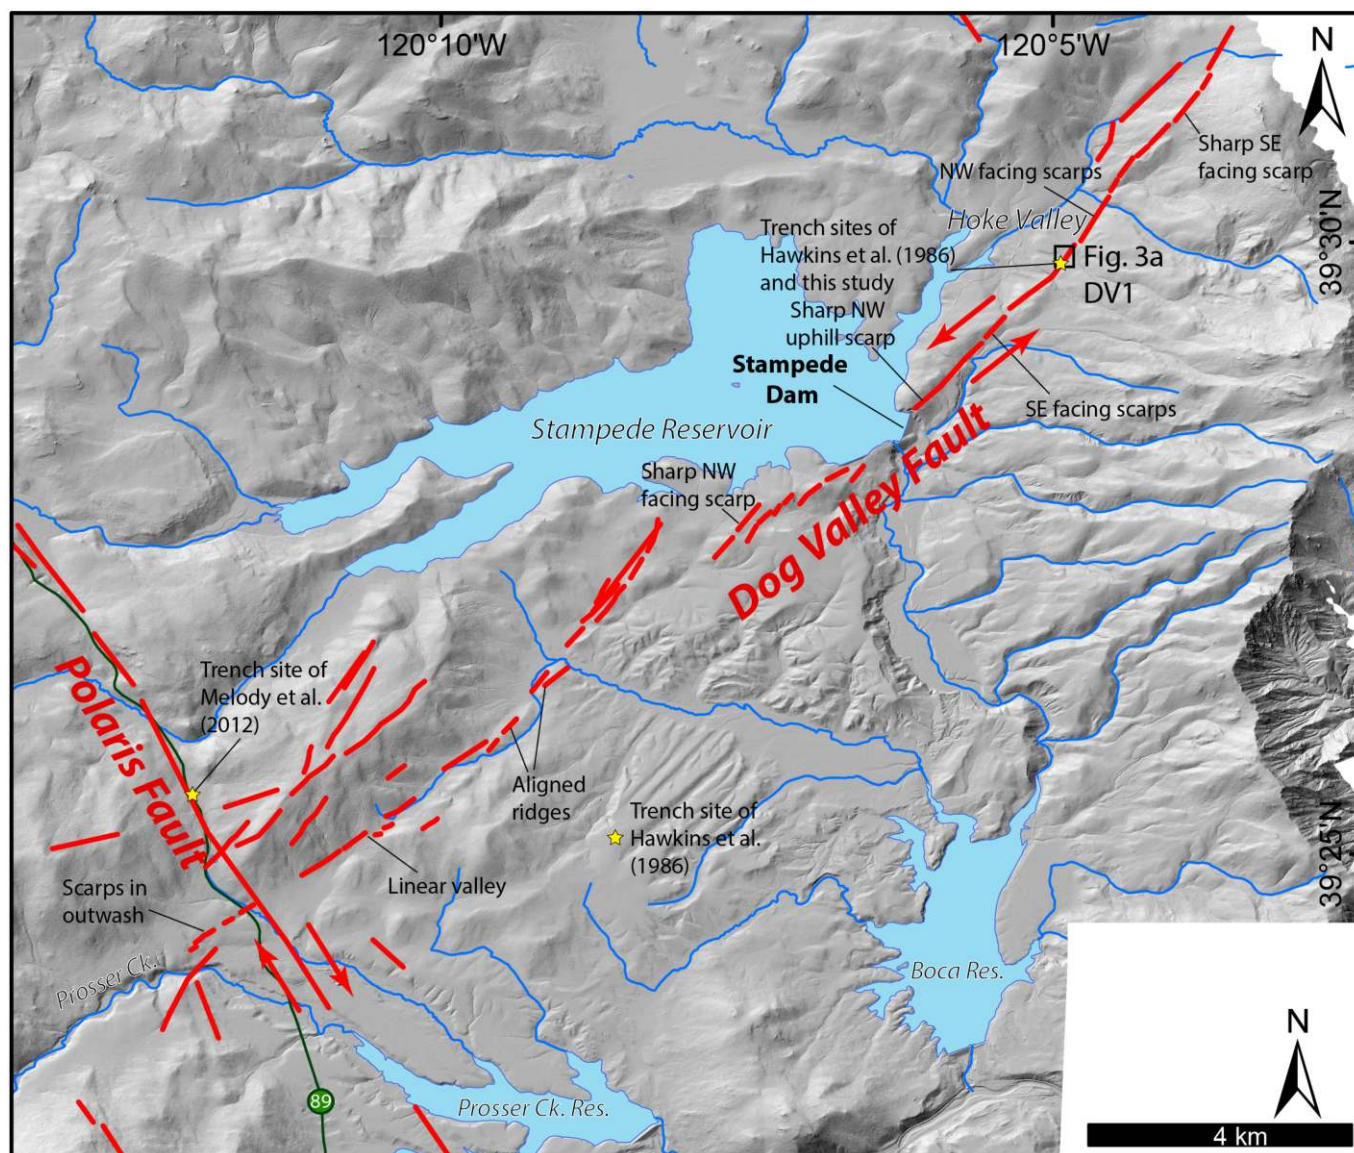 120°10'W
120°5'W
N
Sharp SE
facing scarp
NW facing scarps
Hoke Valley
Trench sites of
Hawkins et al. (1986)
and this study
Fig. 3a
DV1
39°30'N
Sharp NW
uphill scarp
Stampede
Dam
SE facing scarps
Stampede Reservoir
Sharp NW
facing scarp
Dog Valley Fault
Trench site of
Melody et al.
(2012)
Polaris Fault
Aligned
ridges
Trench site of
Hawkins et al.
(1986)
39°25'N
Linear valley
Scarps in
outwash
Prosser Ck.
Boca Res.
N
89
Prosser Ck. Res.
4 km